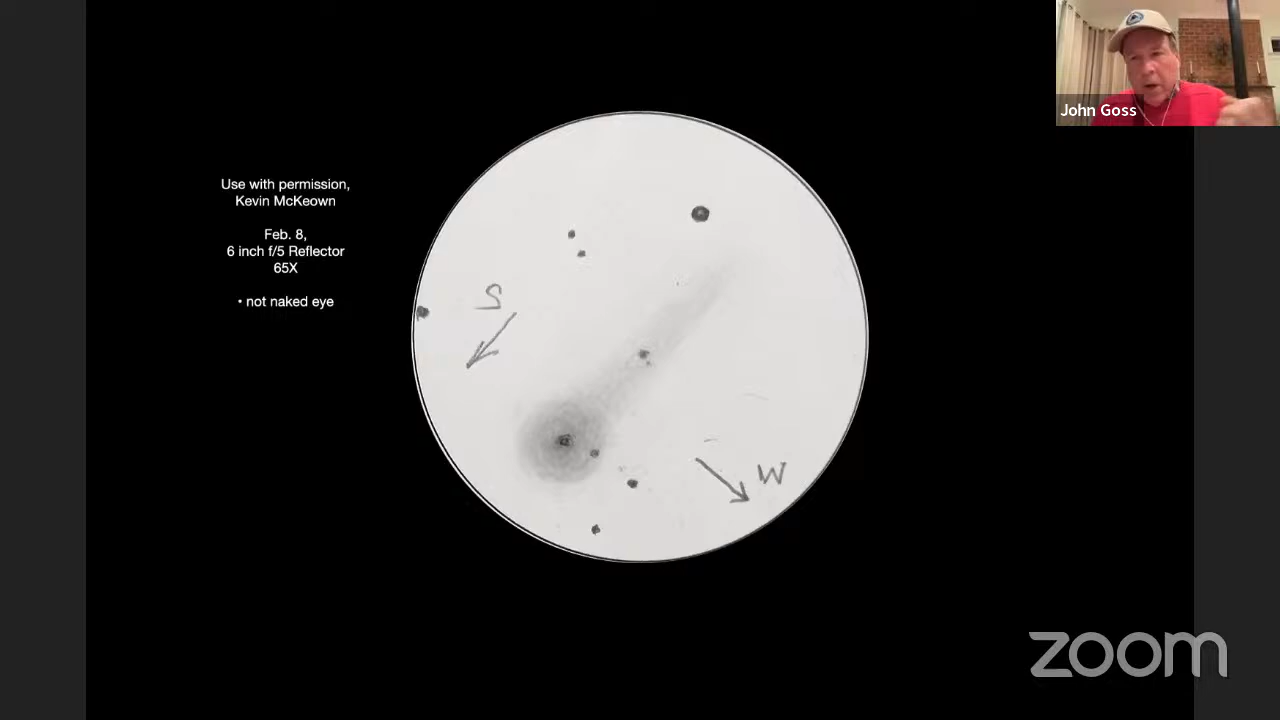 Use with permission,
Kevin McKeown
Feb. 8,
6 inch f/5 Reflector
65X
• not naked eye
S
W
John Goss
zoom